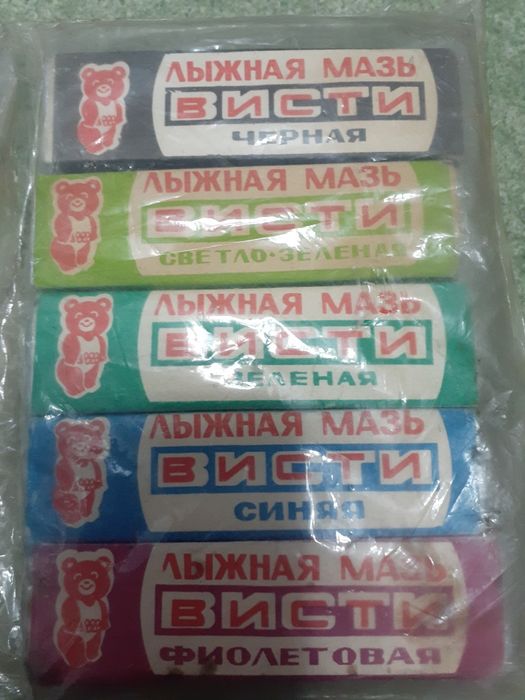 ЛЫЖНАЯ МАЗЬ
ВИСТИ
ЧЕРНАЯ
ЛЫЖНАЯ МАЗЬ
ВИСТИ
СВЕТЛО-ЗЕЛЕНАЯ
ЛЫЖНАЯ МАЗЬ
ВИСТИ
ЗЕЛЕНАЯ
ЛЫЖНАЯ МАЗЬ
ВИСТИ
СИНЯЯ
ЛЫЖНАЯ МАЗЬ
ВИСТИ
ФИОЛЕТОВАЯ